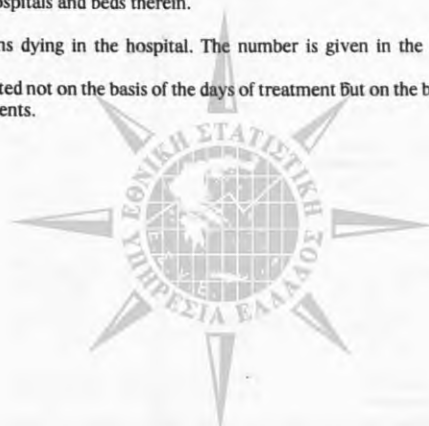 ospitals and beds therein.
ns dying in the hospital. The number is given in the
ted not on the basis of the days of treatment But on the b
ents.
ΕΘΝΙΚΗ ΣΤΑΤΙΣΤΙΚΗ
ΥΠΗΡΕΣΙΑ ΕΛΛΑΔΟΣ
Ε Σ Υ Ε